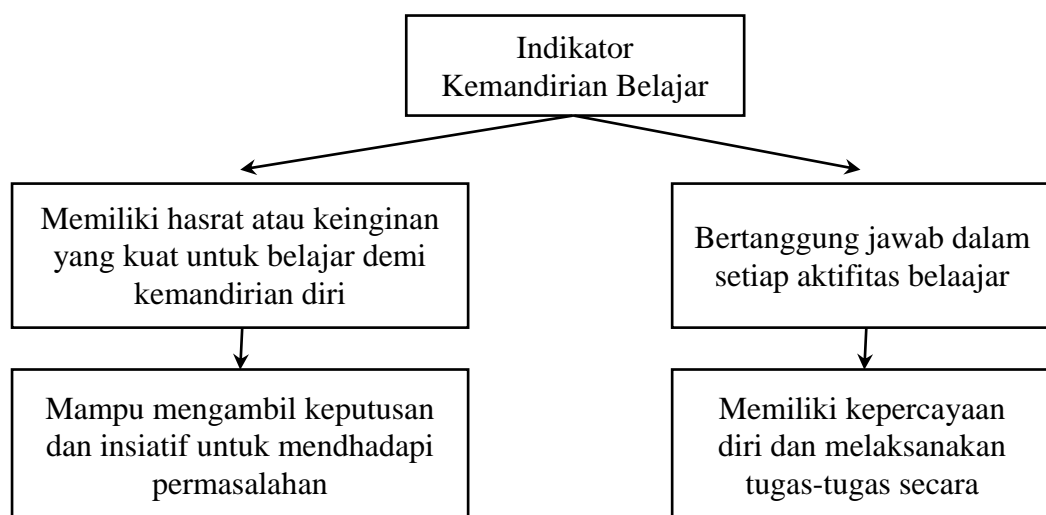 Indikator
Kemandirian Belajar
Memiliki hasrat atau keinginan
yang kuat untuk belajar demi
kemandirian diri
Bertanggung jawab dalam
setiap aktifitas belaajar
Mampu mengambil keputusan
dan insiatif untuk mendhadapi
permasalahan
Memiliki kepercayaan
diri dan melaksanakan
tugas-tugas secara